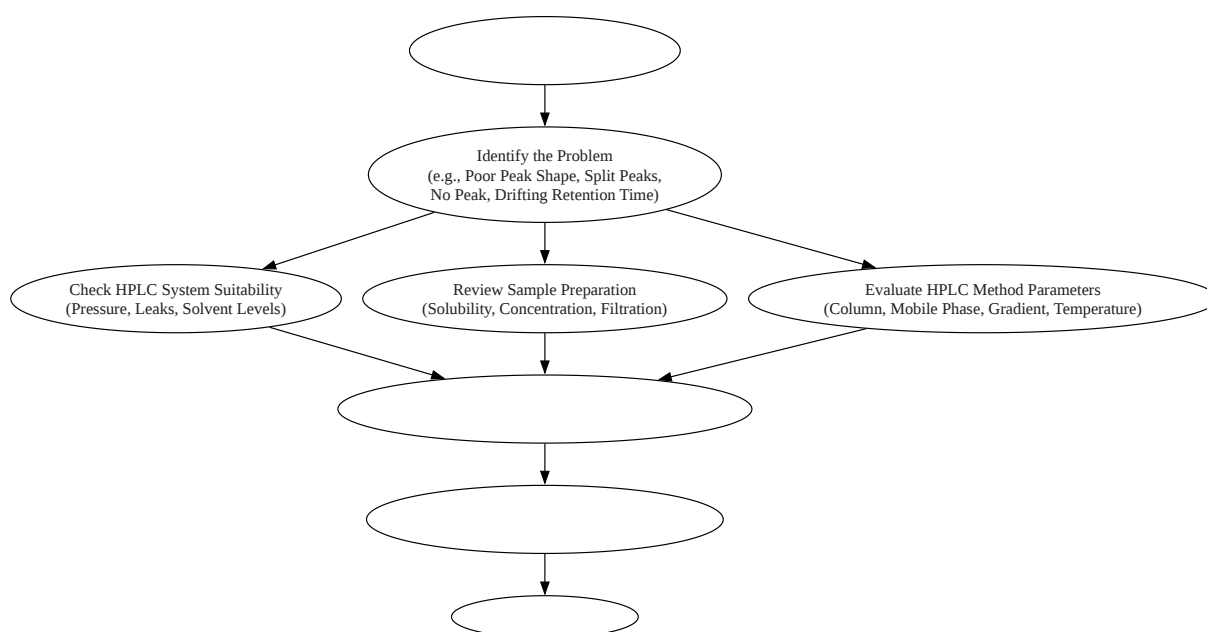 Identify the Problem
(e.g., Poor Peak Shape, Split Peaks,
No Peak, Drifting Retention Time)
Check HPLC System Suitability
(Pressure, Leaks, Solvent Levels)
Review Sample Preparation
(Solubility, Concentration, Filtration)
Evaluate HPLC Method Parameters
(Column, Mobile Phase, Gradient, Temperature)